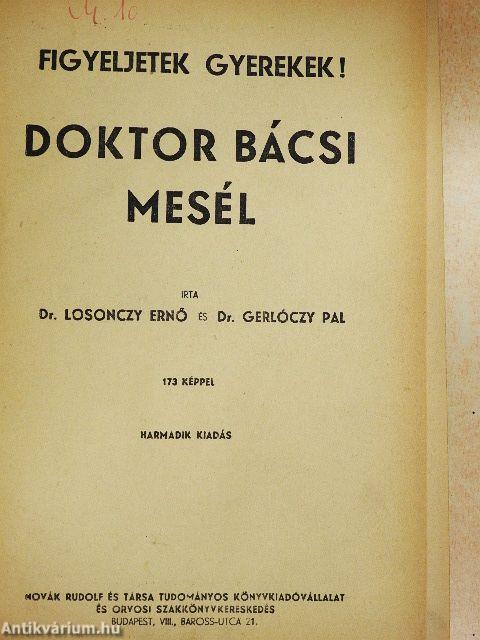 FIGYELJETEK GYEREKEK!
DOKTOR BÁCSI
MESÉL
IRTA
Dr. LOSONCZY ERNŐ ÉS Dr. GERLÓCZY PAL
173 KÉPPEL
HARMADIK KIADÁS
NOVÁK RUDOLF ÉS TÁRSA TUDOMÁNYOS KÖNYVKIADÓVÁLLALAT
ÉS ORVOSI SZAKKÖNYVKERESKEDÉS
BUDAPEST, VIII., BAROSS-UTCA 21.
Antikvárium.hu